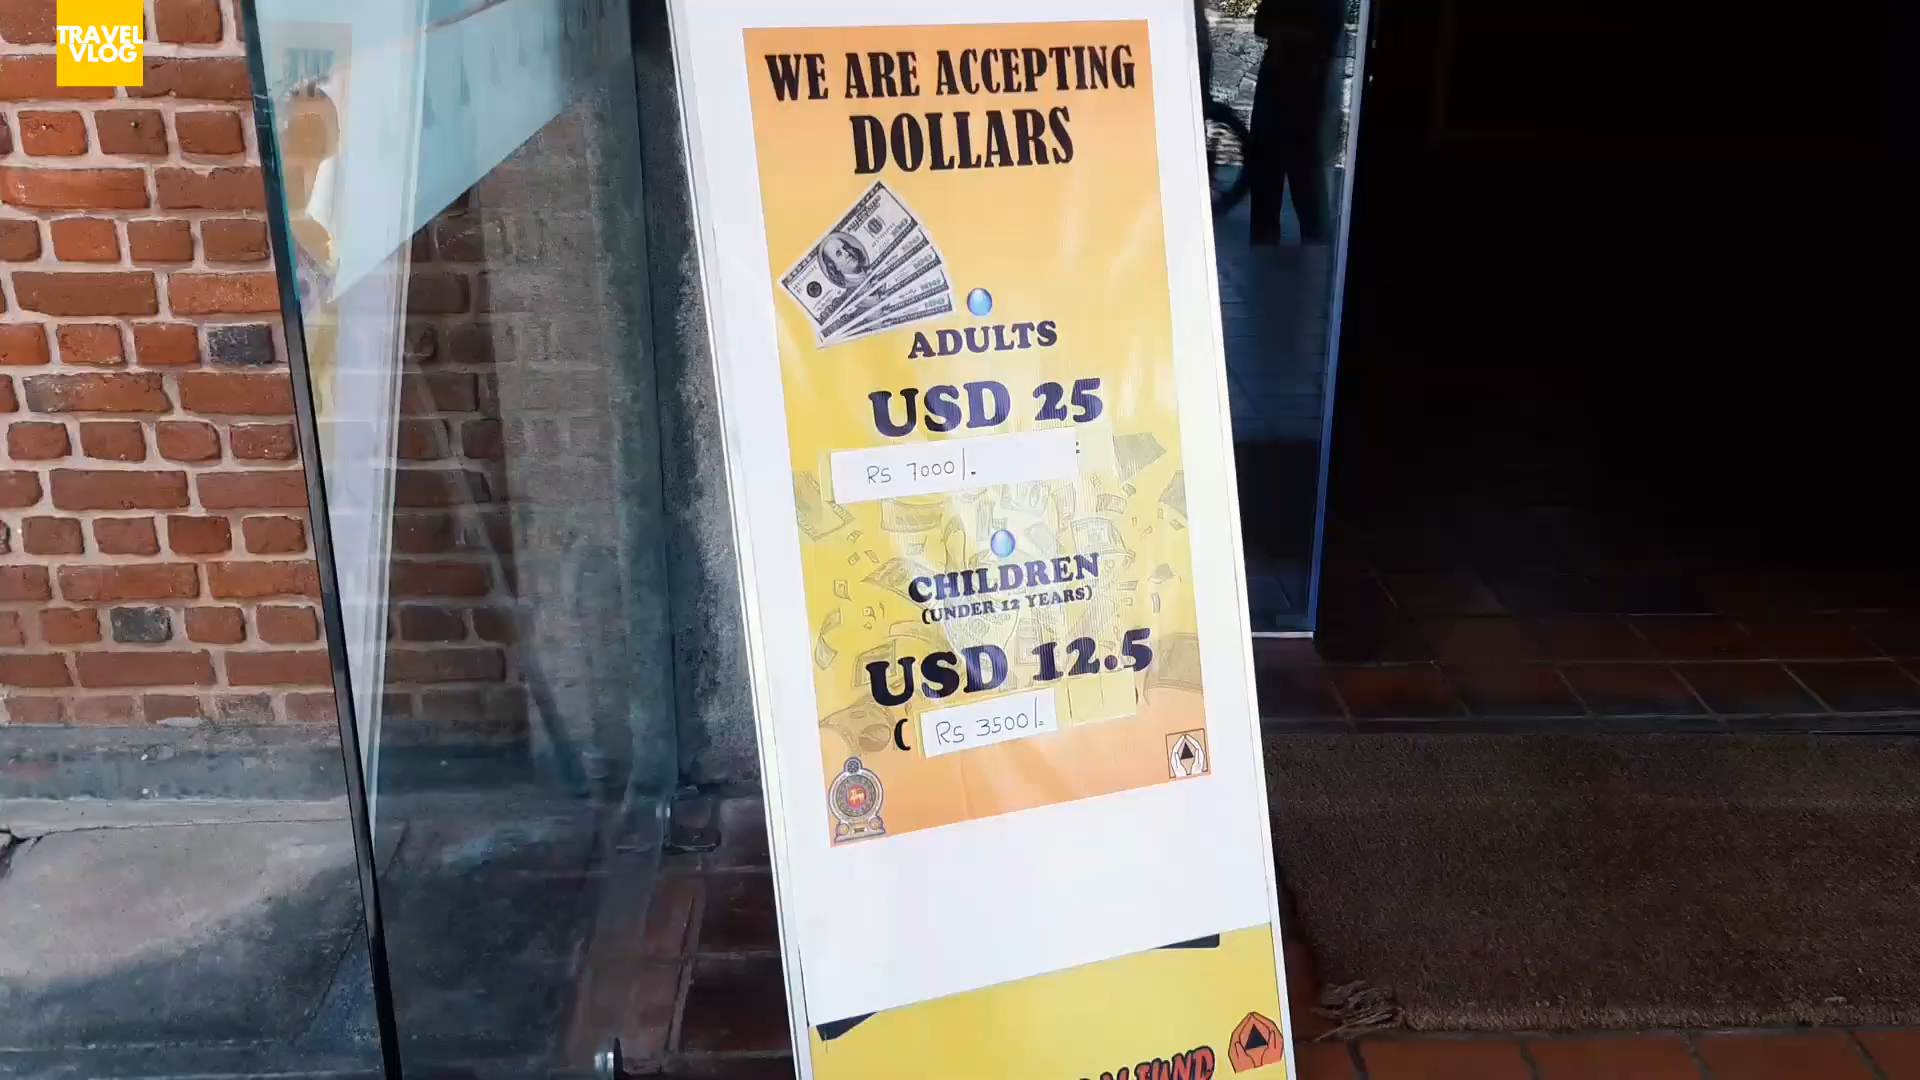 TRAVEL
VLOG
WE ARE ACCEPTING
DOLLARS
ADULTS
USD 25
RS 7000/.
CHILDREN
(UNDER 12 YEARS)
USD 12.5
( RS 3500/.
FUND